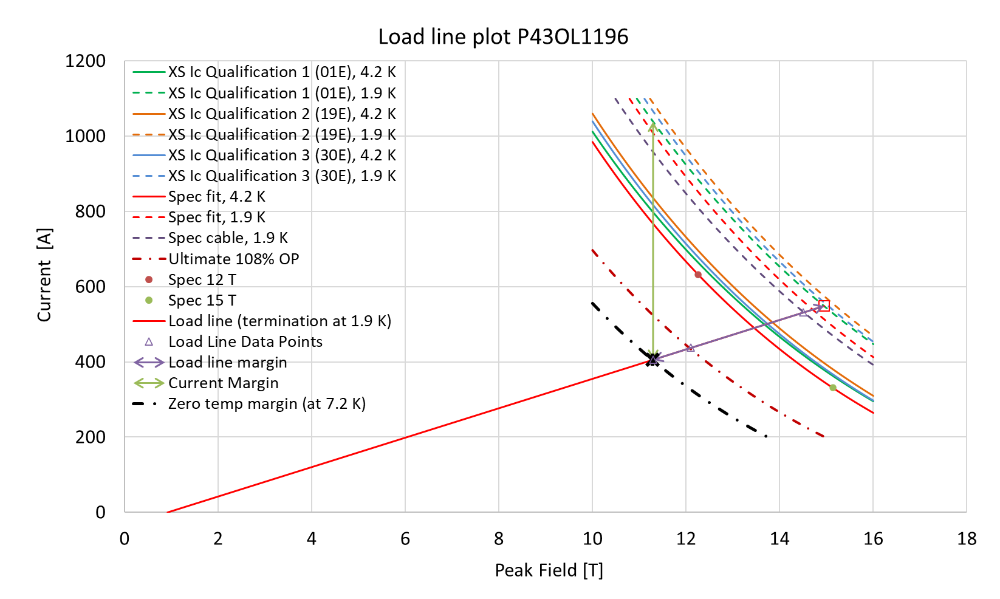 Load line plot P43OL1196
1200
1000
800
600
400
200
0
Current [A]
XS Ic Qualification 1 (01E), 4.2 K
XS Ic Qualification 1 (01E), 1.9 K
XS Ic Qualification 2 (19E), 4.2 K
XS Ic Qualification 2 (19E), 1.9 K
XS Ic Qualification 3 (30E), 4.2 K
XS Ic Qualification 3 (30E), 1.9 K
Spec fit, 4.2 K
Spec fit, 1.9 K
Spec cable, 1.9 K
Ultimate 108% OP
Spec 12 T
Spec 15 T
Load line (termination at 1.9 K)
Load Line Data Points
Load line margin
Current Margin
Zero temp margin (at 7.2 K)
0 2 4 6 8 10 12 14 16 18
Peak Field [T]